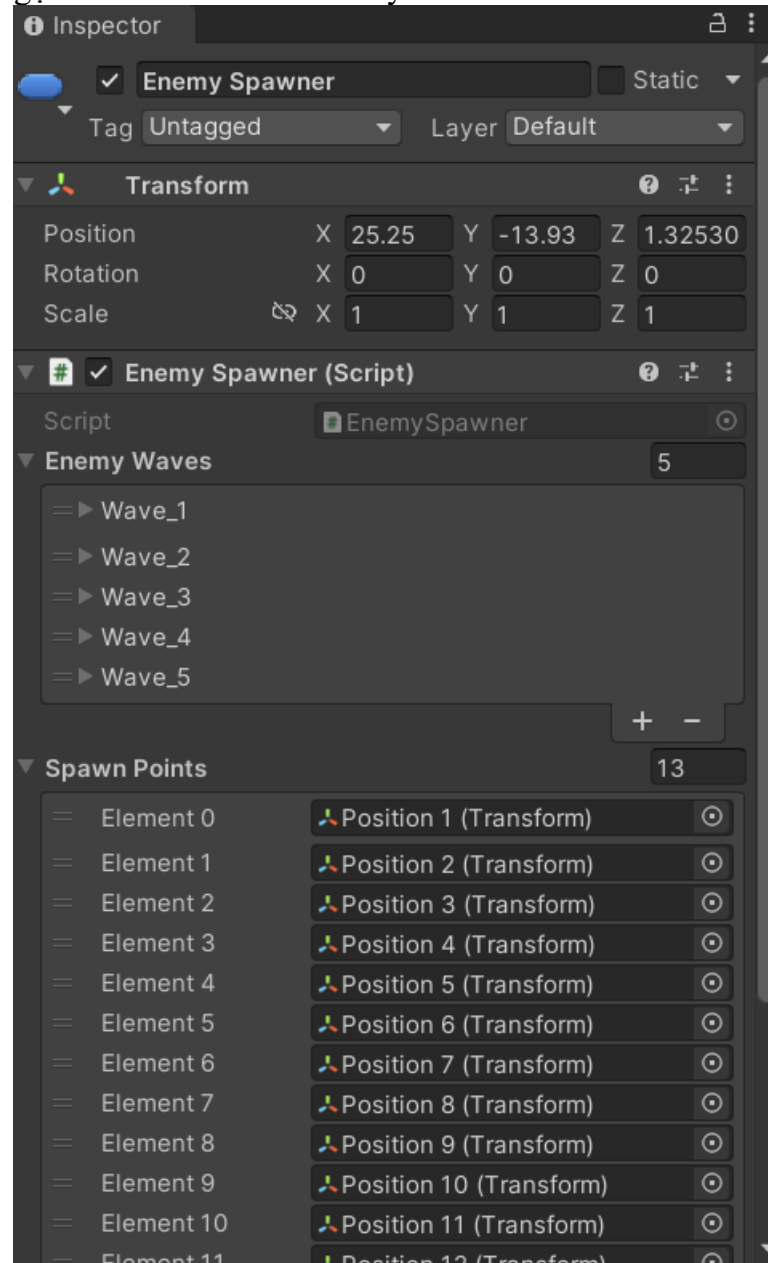 Inspector
Enemy Spawner Static
Tag Untagged Layer Default
Transform
Position X 25.25 Y -13.93 Z 1.32530
Rotation X 0 Y 0 Z 0
Scale X 1 Y 1 Z 1
# Enemy Spawner (Script)
Script # EnemySpawner
Enemy Waves 5
Wave_1
Wave_2
Wave_3
Wave_4
Wave_5
+ −
Spawn Points 13
Element 0 Position 1 (Transform)
Element 1 Position 2 (Transform)
Element 2 Position 3 (Transform)
Element 3 Position 4 (Transform)
Element 4 Position 5 (Transform)
Element 5 Position 6 (Transform)
Element 6 Position 7 (Transform)
Element 7 Position 8 (Transform)
Element 8 Position 9 (Transform)
Element 9 Position 10 (Transform)
Element 10 Position 11 (Transform)
Element 11 Position 12 (Transform)